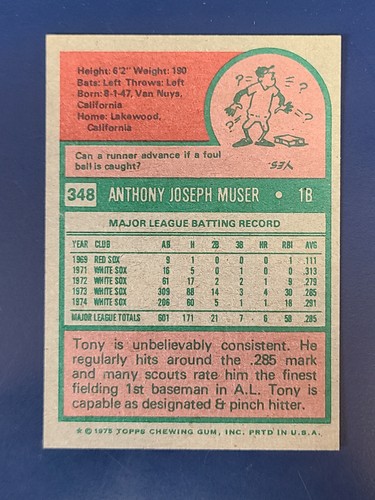 Height: 6'2" Weight: 190
Bats: Left Throws: Left
Born: 8-1-47, Van Nuys,
California
Home: Lakewood,
California
? ? ? ?
Can a runner advance if a foul
ball is caught?
YES.
348 ANTHONY JOSEPH MUSER • 1B
MAJOR LEAGUE BATTING RECORD
YEAR CLUB AB H 2B 3B HR RBI AVG
1969 RED SOX 9 1 0 0 0 1 .111
1971 WHITE SOX 16 5 0 1 0 0 .313
1972 WHITE SOX 61 17 2 2 1 9 .279
1973 WHITE SOX 309 88 14 3 4 30 .285
1974 WHITE SOX 206 60 5 1 1 18 .291
MAJOR LEAGUE TOTALS 601 171 21 7 6 58 .285
Tony is unbelievably consistent. He
regularly hits around the .285 mark
and many scouts rate him the finest
fielding 1st baseman in A.L. Tony is
capable as designated & pinch hitter.
* © 1975 TOPPS CHEWING GUM, INC. PRTD IN U.S.A.